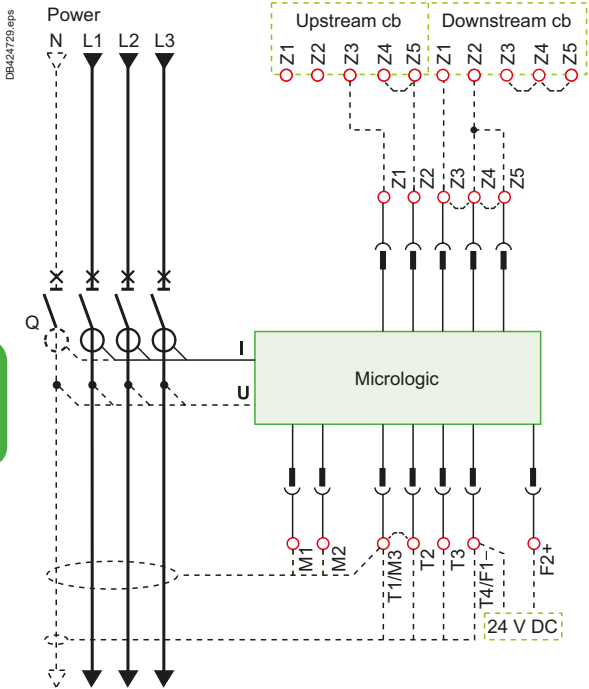 DB424729.eps
Power
N L1 L2 L3
Upstream cb
Downstream cb
Z1 Z2 Z3 Z4 Z5 Z1 Z2 Z3 Z4 Z5
Z1 Z2 Z3 Z4 Z5
Q
I
U
Micrologic
M1 M2 T1/M3 T2 T3 T4/F1– F2+
24 V DC